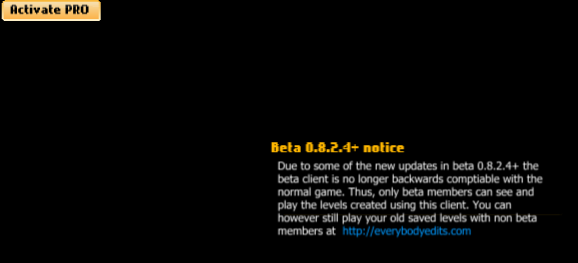 Activate PRO
Beta 0.8.2.4+ notice
Due to some of the new updates in beta 0.8.2.4+ the
beta client is no longer backwards comptiable with the
normal game. Thus, only beta members can see and
play the levels created using this client. You can
however still play your old saved levels with non beta
members at http://everybodyedits.com